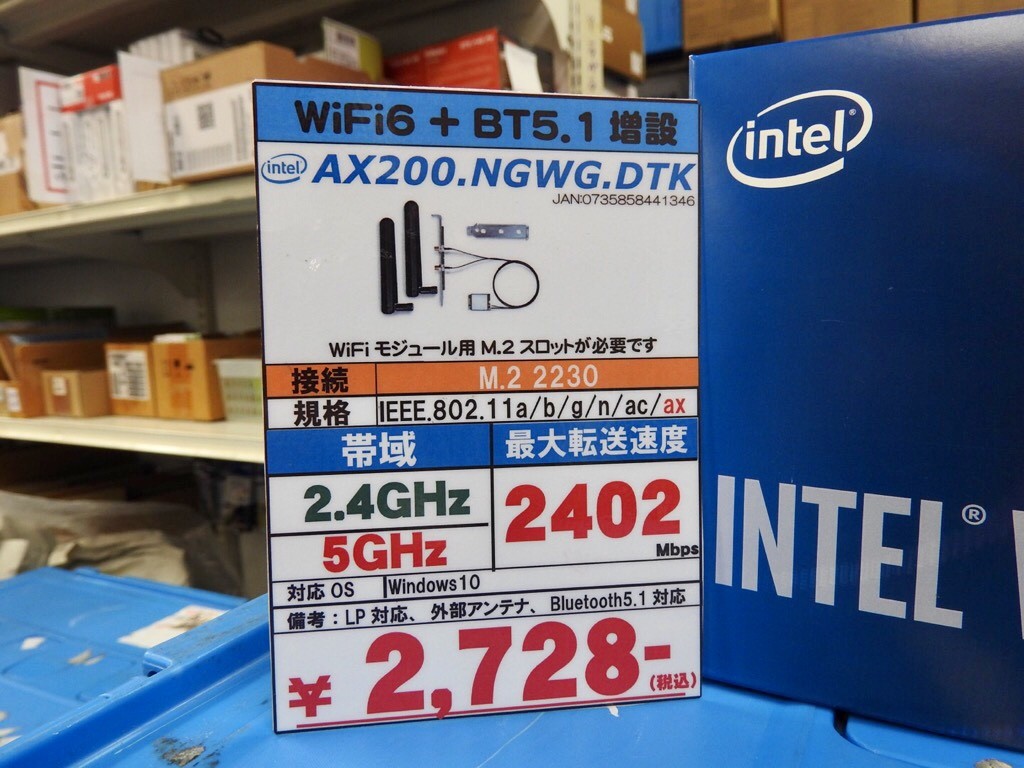 WiFi6 + BT5.1 増設
intel AX200.NGWG.DTK
JAN:0735858441346
WiFi モジュール用 M.2 スロットが必要です
接続 M.2 2230
規格 IEEE.802.11a/b/g/n/ac/ax
帯域 最大転送速度
2.4GHz
5GHz
2402
Mbps
対応 OS Windows10
備考：LP 対応、外部アンテナ、Bluetooth5.1 対応
¥2,728-
(税込)
intel®
INTEL®